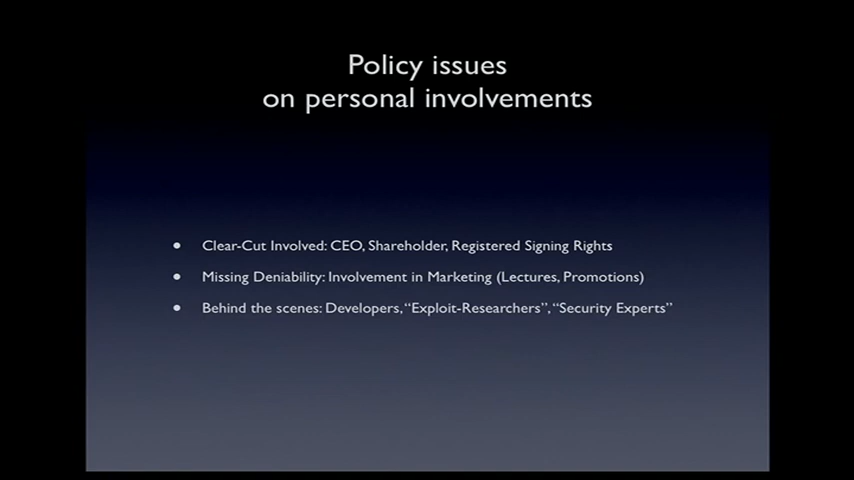 Policy issues
on personal involvements
• Clear-Cut Involved: CEO, Shareholder, Registered Signing Rights
• Missing Deniability: Involvement in Marketing (Lectures, Promotions)
• Behind the scenes: Developers, “Exploit-Researchers”, “Security Experts”